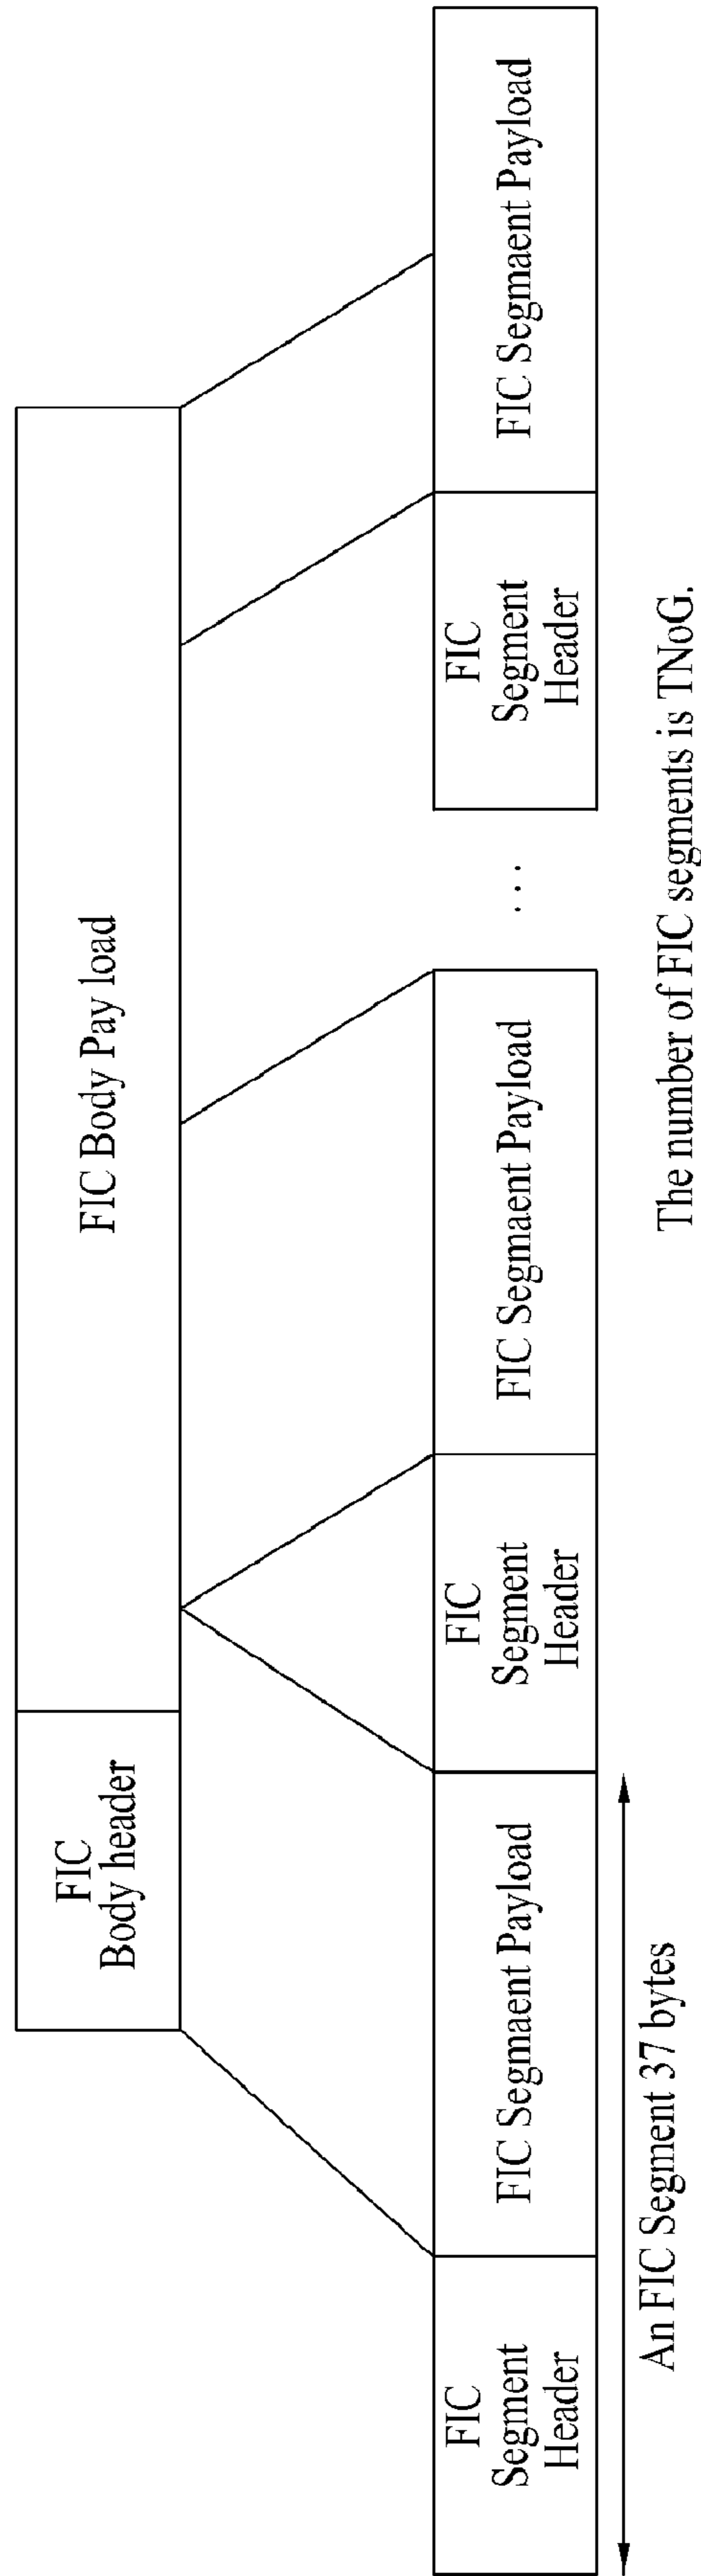 FIC
Body header
FIC Body Pay load
FIC
Segment
Header
FIC Segmaent Payload
FIC
Segment
Header
FIC Segmaent Payload
...
FIC
Segment
Header
FIC Segmaent Payload
An FIC Segment 37 bytes
The number of FIC segments is TNoG.